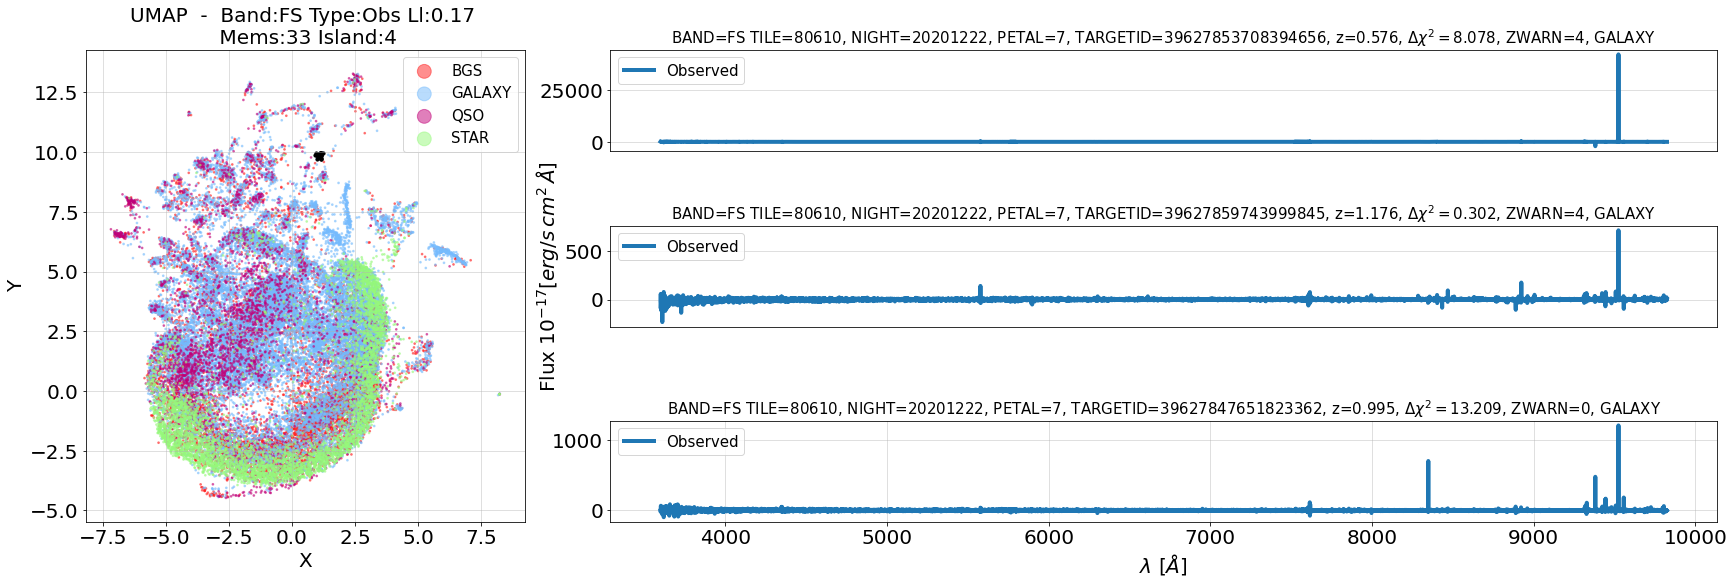 UMAP  -  Band:FS Type:Obs Ll:0.17
Mems:33 Island:4
BGS
GALAXY
QSO
STAR
12.5
10.0
7.5
5.0
2.5
0.0
−2.5
−5.0
Y
−7.5 −5.0 −2.5 0.0 2.5 5.0 7.5
X
BAND=FS TILE=80610, NIGHT=20201222, PETAL=7, TARGETID=39627853708394656, z=0.576, Δχ²=8.078, ZWARN=4, GALAXY
Observed
25000
0
BAND=FS TILE=80610, NIGHT=20201222, PETAL=7, TARGETID=39627859743999845, z=1.176, Δχ²=0.302, ZWARN=4, GALAXY
Observed
500
0
Flux 10⁻¹⁷[erg/s cm² Å]
BAND=FS TILE=80610, NIGHT=20201222, PETAL=7, TARGETID=39627847651823362, z=0.995, Δχ²=13.209, ZWARN=0, GALAXY
Observed
1000
0
4000 5000 6000 7000 8000 9000 10000
λ [Å]